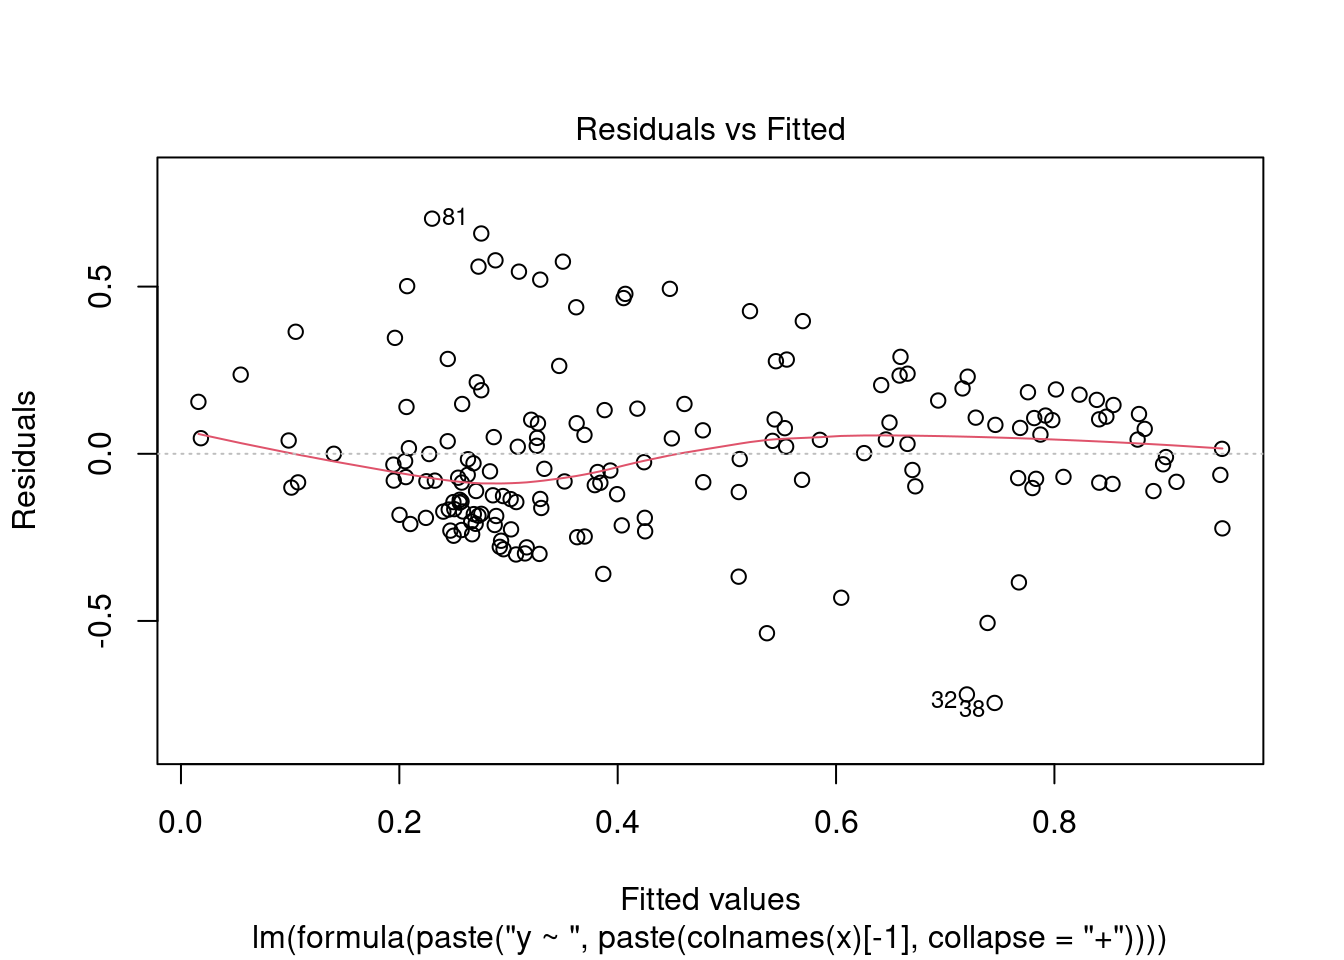 Residuals vs Fitted
Residuals
0.5
0.0
-0.5
81
32
38
0.0 0.2 0.4 0.6 0.8
Fitted values
lm(formula(paste("y ~ ", paste(colnames(x)[-1], collapse = "+"))))